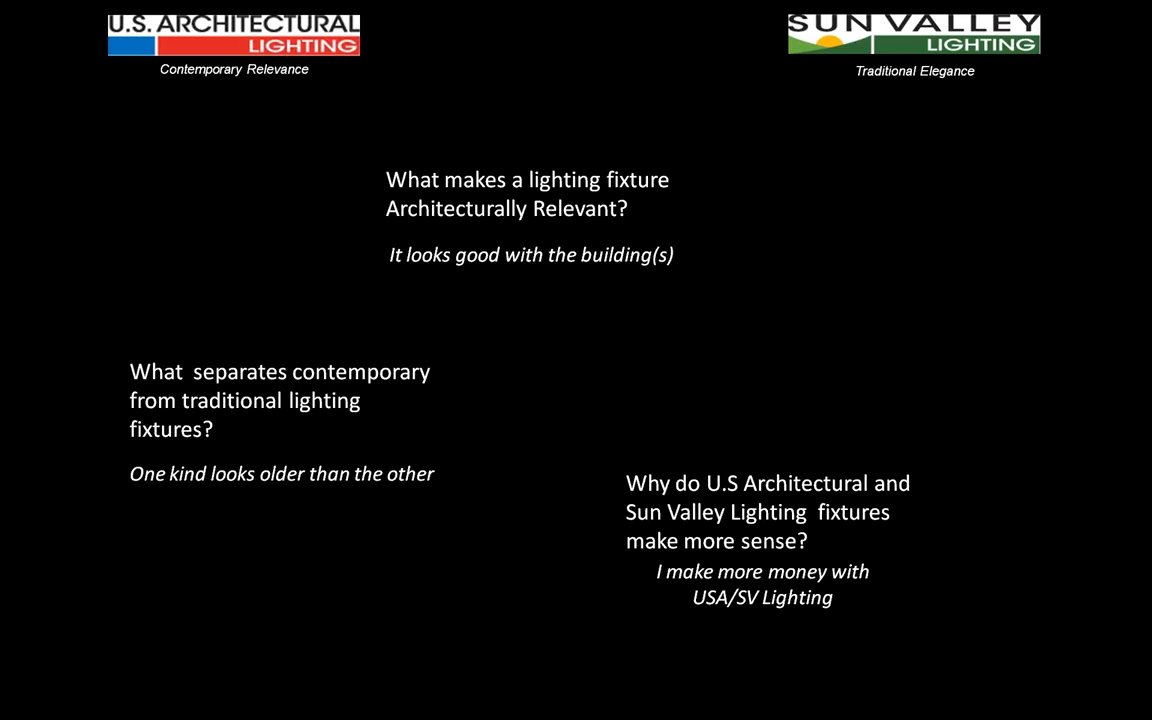 U.S. ARCHITECTURAL
LIGHTING
Contemporary Relevance
SUN VALLEY
LIGHTING
Traditional Elegance
What makes a lighting fixture
Architecturally Relevant?
It looks good with the building(s)
What  separates contemporary
from traditional lighting
fixtures?
One kind looks older than the other
Why do U.S Architectural and
Sun Valley Lighting  fixtures
make more sense?
I make more money with
USA/SV Lighting